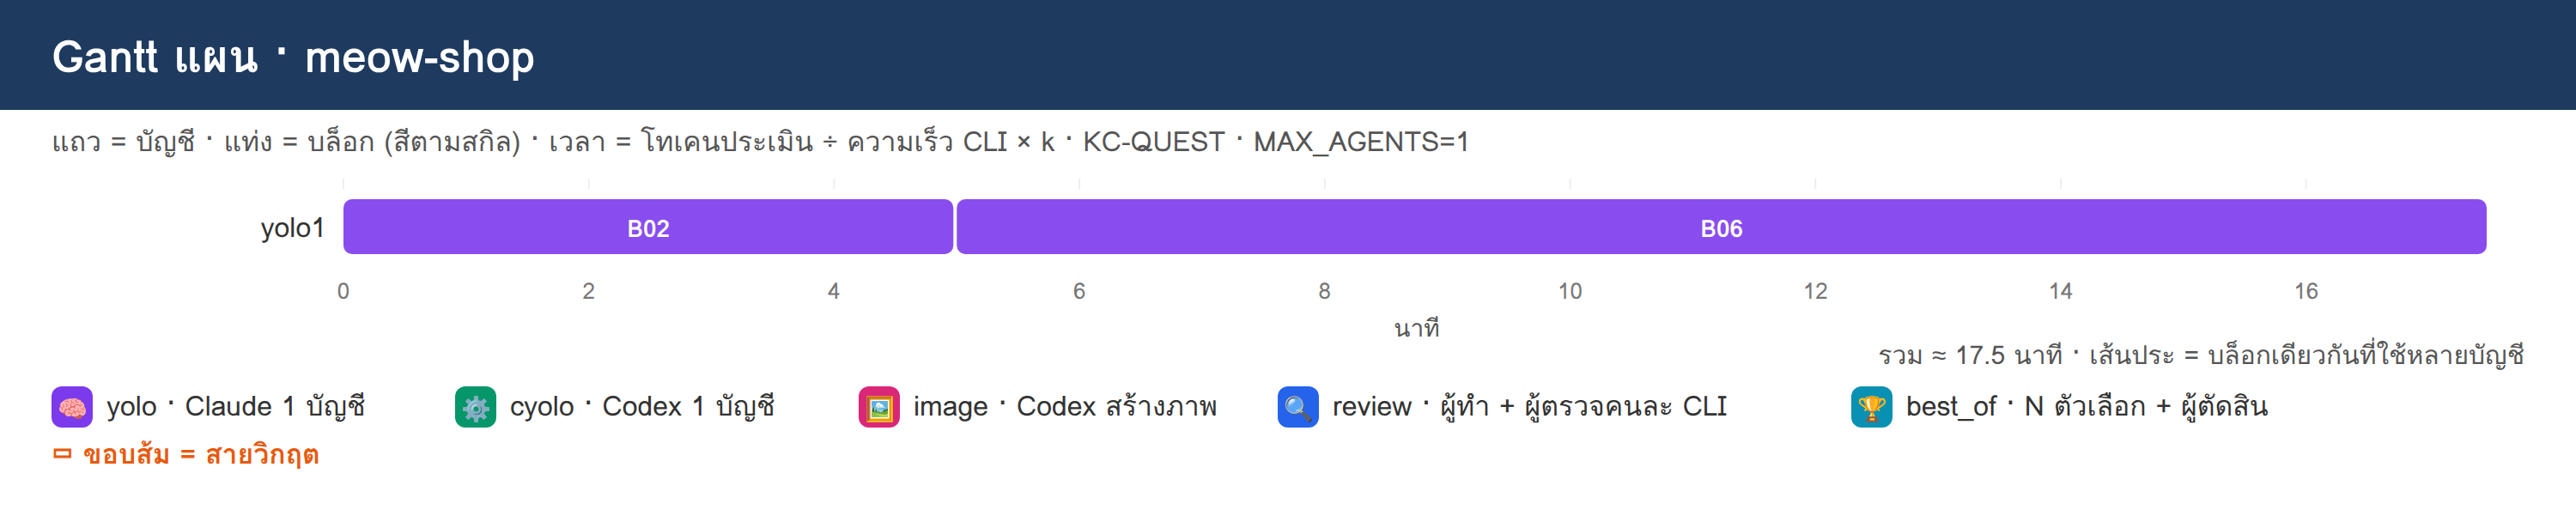 Gantt แผน · meow-shop
แถว = บัญชี · แท่ง = บล็อก (สีตามสกิล) · เวลา = โทเคนประเมิน ÷ ความเร็ว CLI × k · KC-QUEST · MAX_AGENTS=1
yolo1 B02 B06
0 2 4 6 8 10 12 14 16
นาที
รวม ≈ 17.5 นาที · เส้นประ = บล็อกเดียวกันที่ใช้หลายบัญชี
yolo · Claude 1 บัญชี cyolo · Codex 1 บัญชี image · Codex สร้างภาพ review · ผู้ทำ + ผู้ตรวจคนละ CLI best_of · N ตัวเลือก + ผู้ตัดสิน
ขอบส้ม = สายวิกฤต